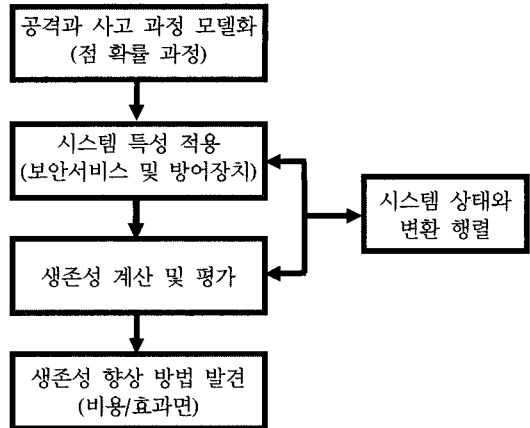 공격과 사고 과정 모델화
(점 확률 과정)
시스템 특성 적용
(보안서비스 및 방어장치)
시스템 상태와
변환 행렬
생존성 계산 및 평가
생존성 향상 방법 발견
(비용/효과면)